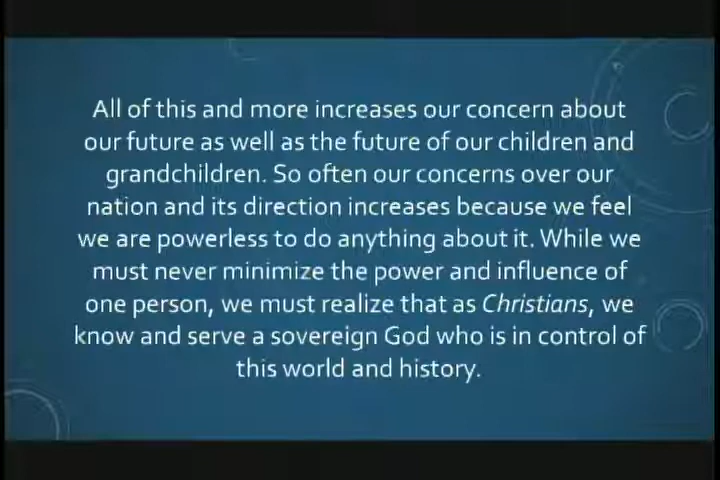 All of this and more increases our concern about
our future as well as the future of our children and
grandchildren. So often our concerns over our
nation and its direction increases because we feel
we are powerless to do anything about it. While we
must never minimize the power and influence of
one person, we must realize that as Christians, we
know and serve a sovereign God who is in control of
this world and history.